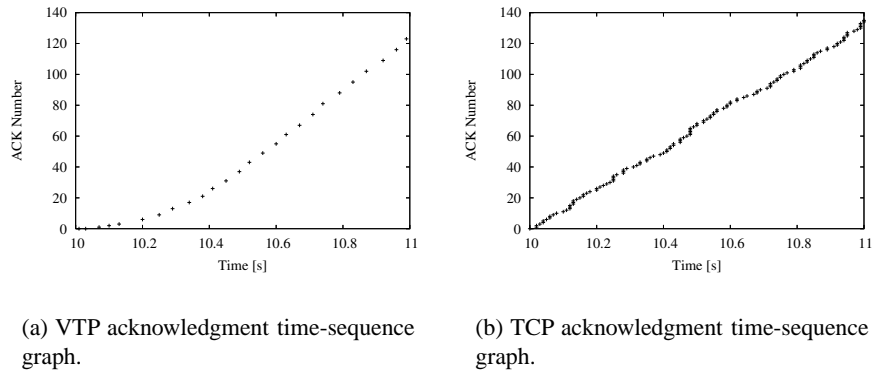 140
120
100
80
60
40
20
0
ACK Number
10 10.2 10.4 10.6 10.8 11
Time [s]
(a) VTP acknowledgment time-sequence
graph.
140
120
100
80
60
40
20
0
ACK Number
10 10.2 10.4 10.6 10.8 11
Time [s]
(b) TCP acknowledgment time-sequence
graph.